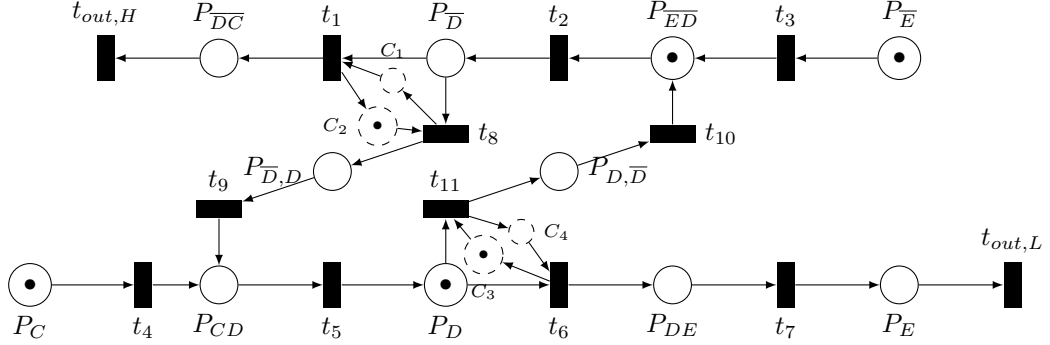 t_{out,H} P_{\overline{DC}} t_1 P_{\overline{D}} t_2 P_{\overline{ED}} t_3 P_{\overline{E}}
C_1
C_2 t_8 t_{10}
P_{\overline{D},D} P_{D,\overline{D}}
t_9 t_{11}
C_4 t_{out,L}
C_3
P_C t_4 P_{CD} t_5 P_D t_6 P_{DE} t_7 P_E